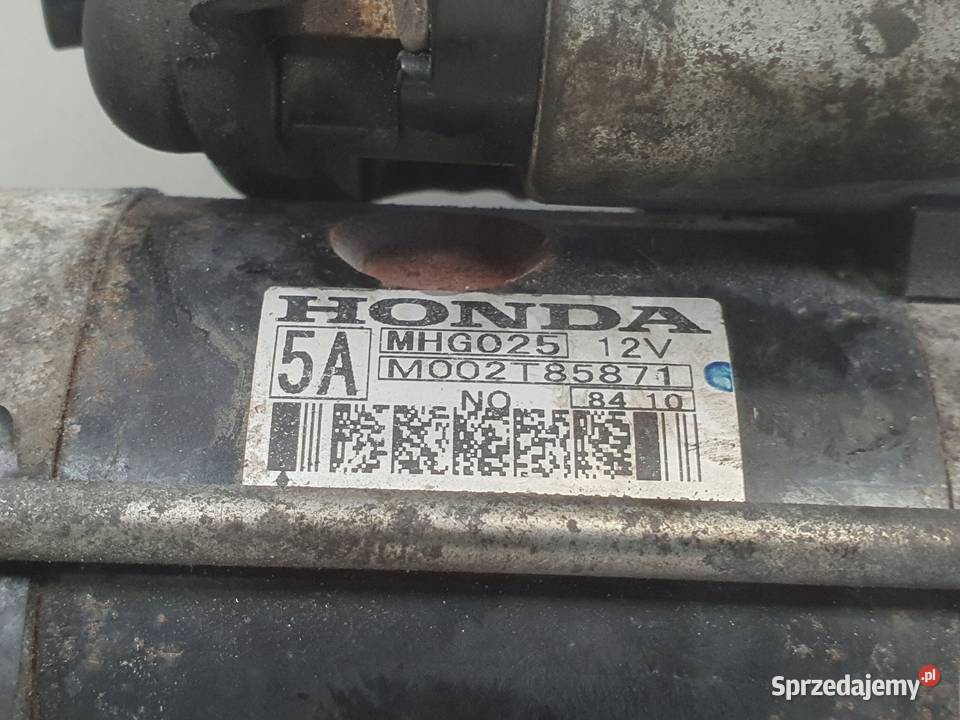 HONDA
5A MHG025 12V
M002T85871
NO 84 10
Sprzedajemy.pl